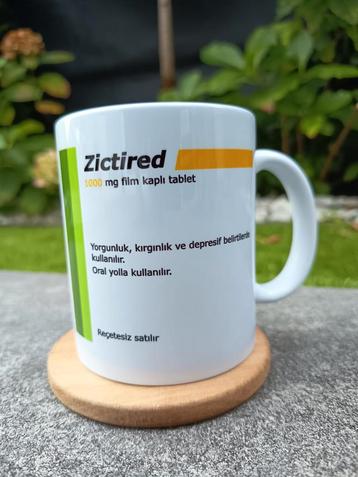 Zictired
1000 mg film kaplı tablet
Yorgunluk, kırgınlık ve depresif belirtilerde
kullanılır.
Oral yolla kullanılır.
Reçetesiz satılır